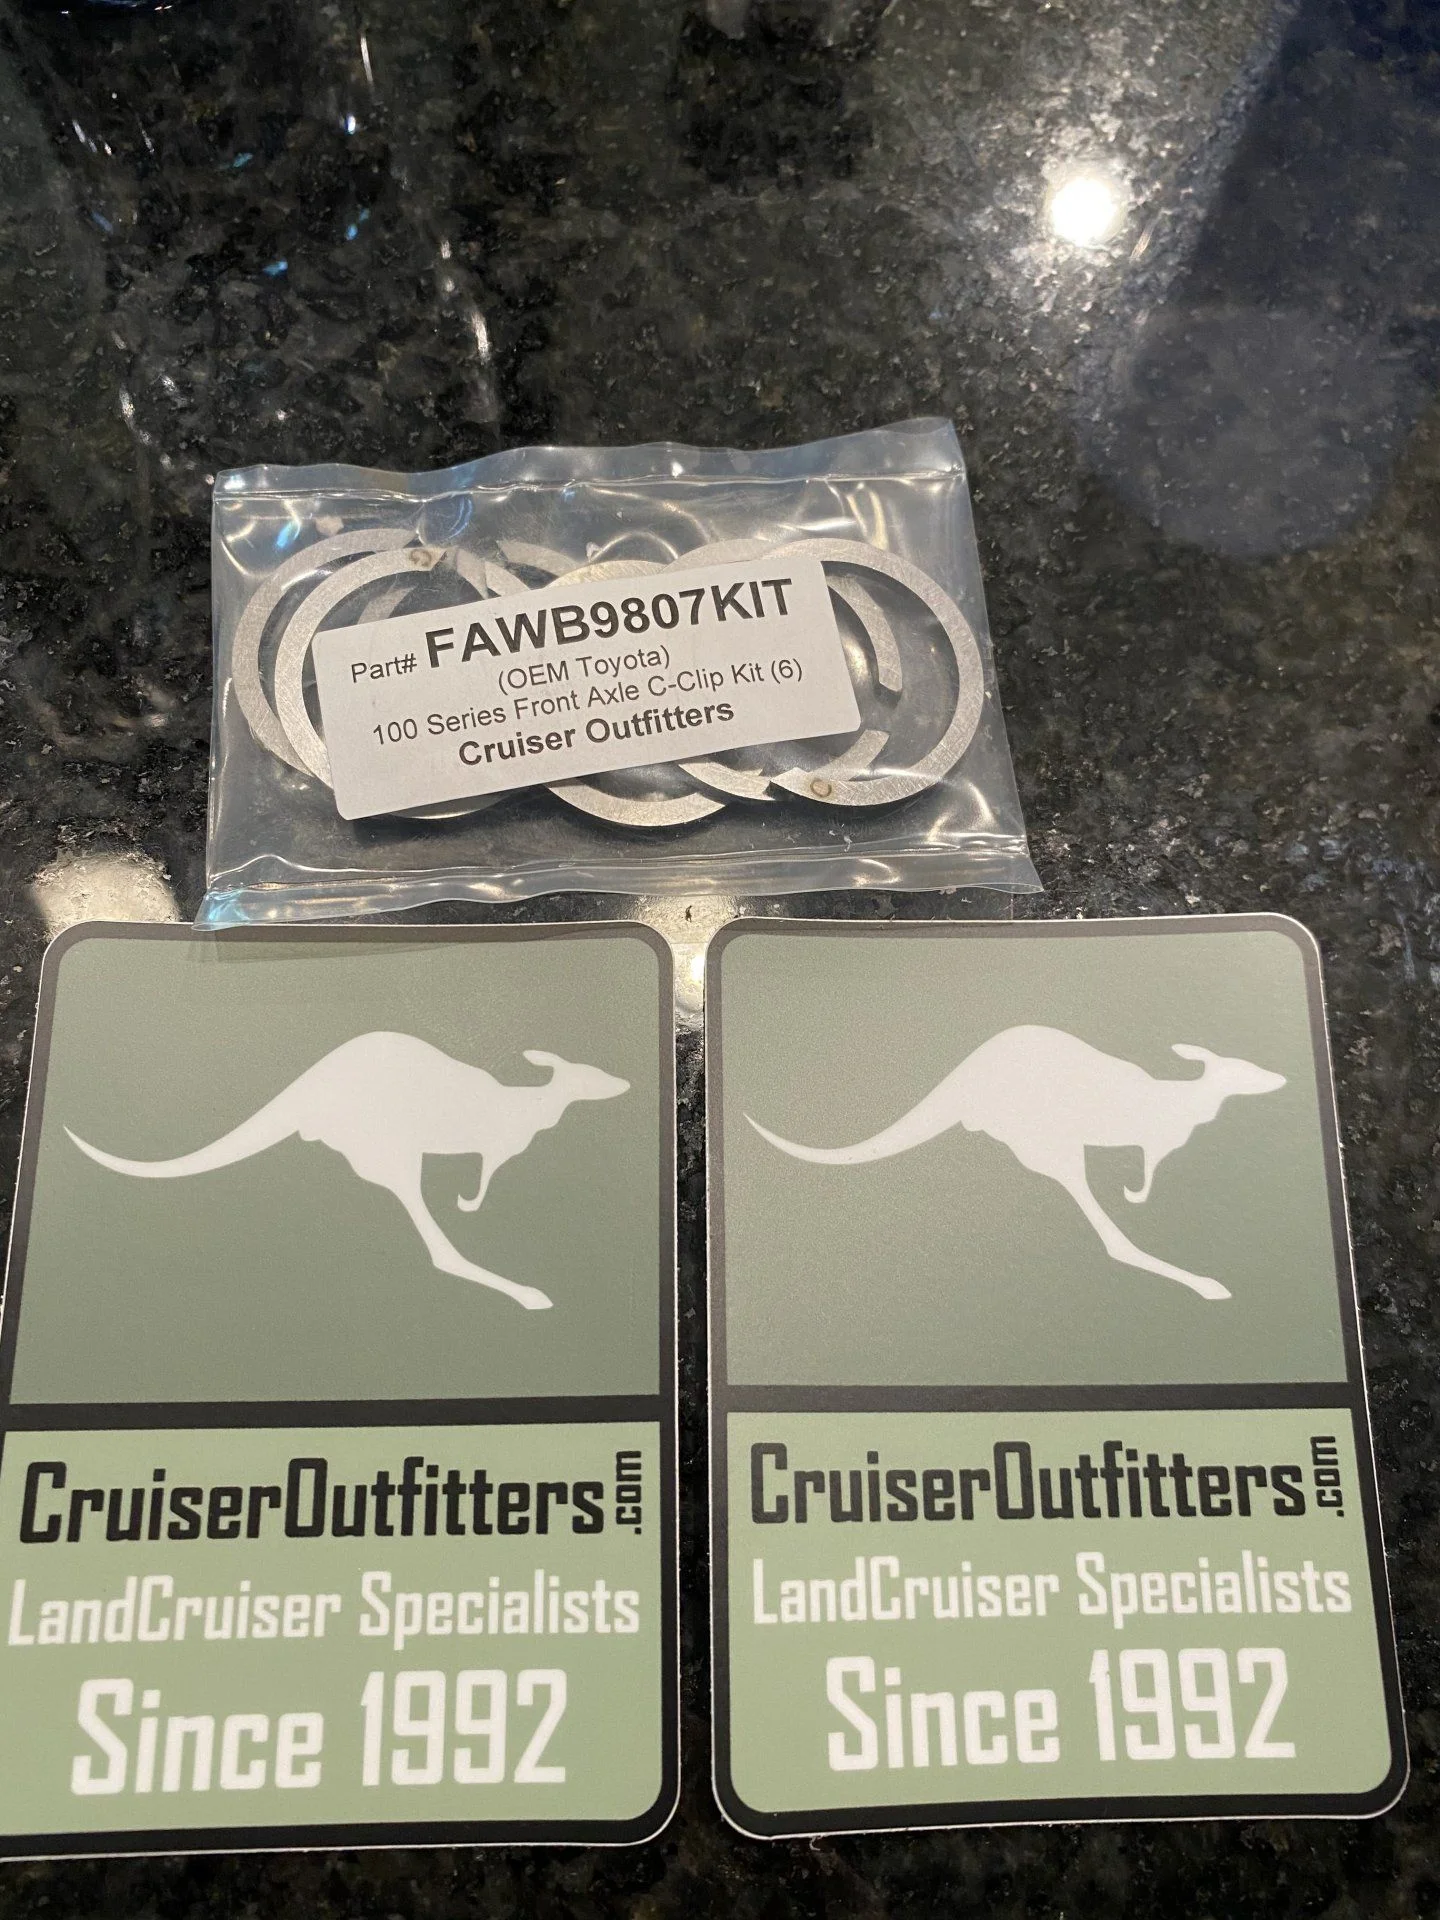 Part# FAWB9807KIT
(OEM Toyota)
100 Series Front Axle C-Clip Kit (6)
Cruiser Outfitters
CruiserOutfitters.com
LandCruiser Specialists
Since 1992
CruiserOutfitters.com
LandCruiser Specialists
Since 1992